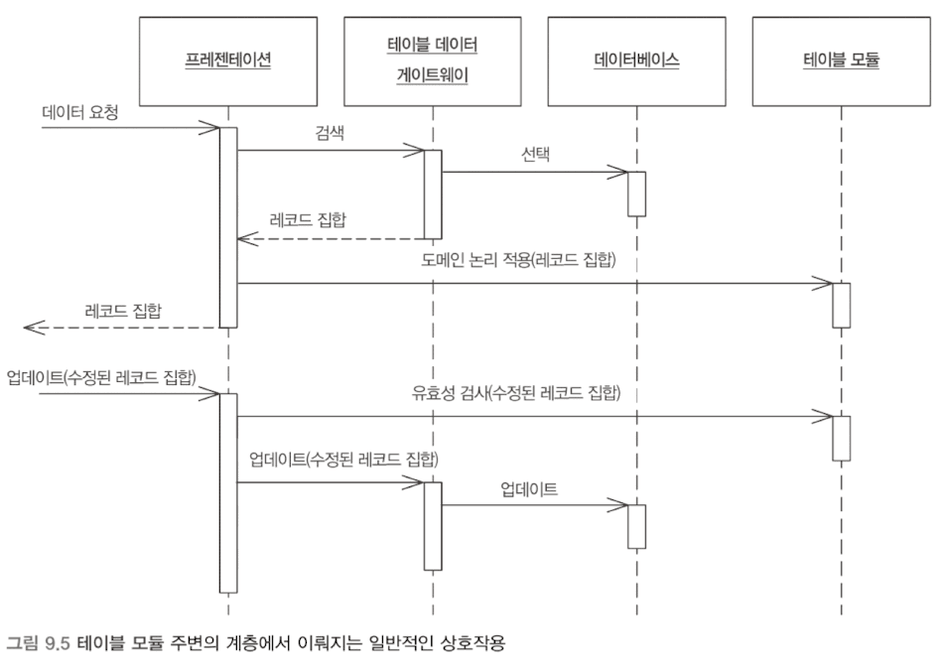 프레젠테이션
테이블 데이터
게이트웨이
데이터베이스
테이블 모듈
데이터 요청
검색
선택
레코드 집합
도메인 논리 적용(레코드 집합)
레코드 집합
업데이트(수정된 레코드 집합)
유효성 검사(수정된 레코드 집합)
업데이트(수정된 레코드 집합)
업데이트
그림 9.5 테이블 모듈 주변의 계층에서 이뤄지는 일반적인 상호작용